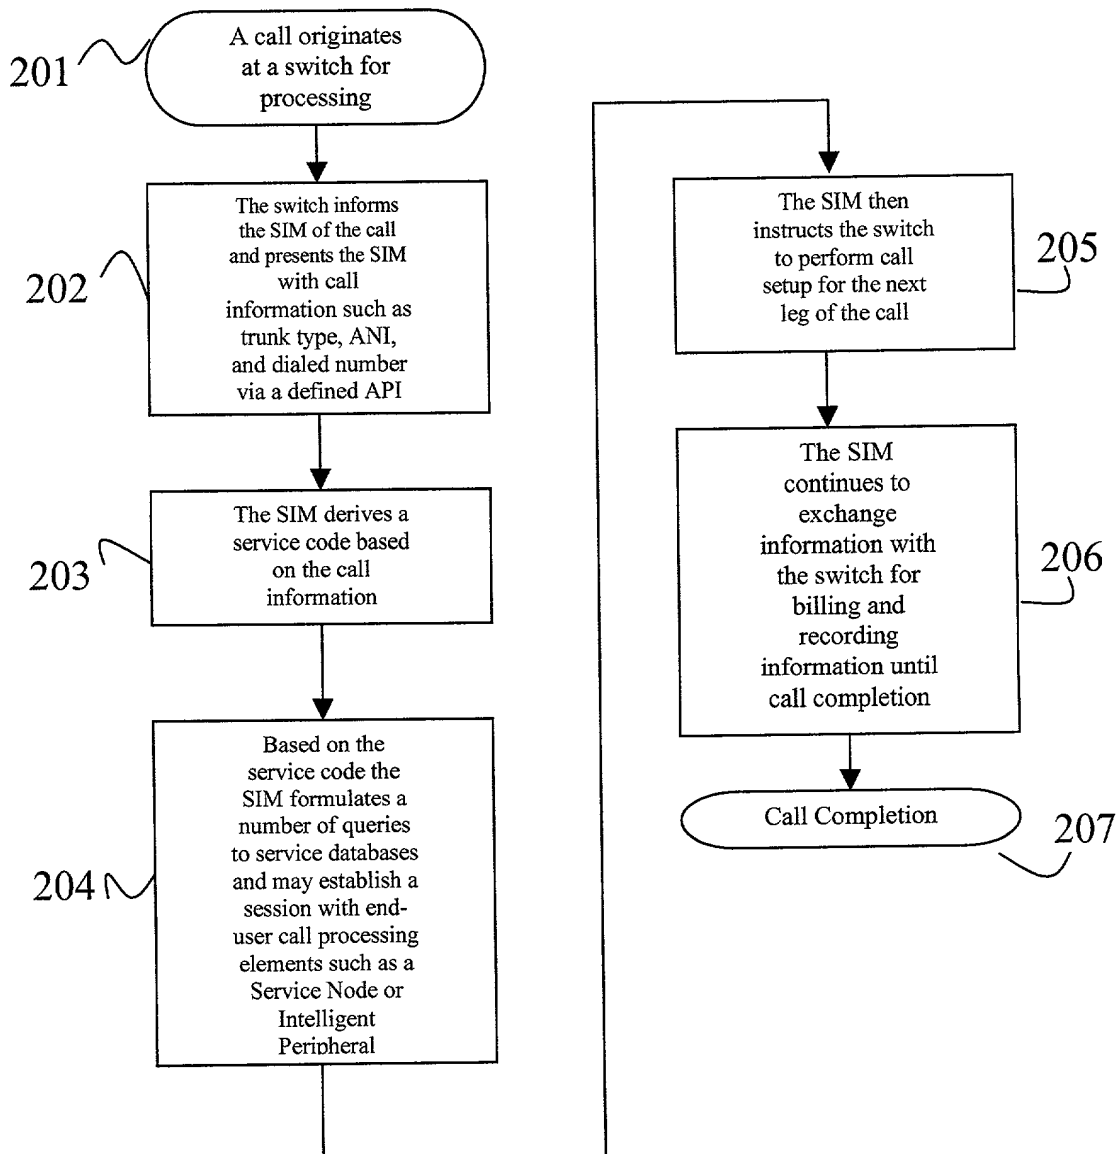 201
A call originates
at a switch for
processing
202
The switch informs
the SIM of the call
and presents the SIM
with call
information such as
trunk type, ANI,
and dialed number
via a defined API
203
The SIM derives a
service code based
on the call
information
204
Based on the
service code the
SIM formulates a
number of queries
to service databases
and may establish a
session with end-
user call processing
elements such as a
Service Node or
Intelligent
Peripheral
The SIM then
instructs the switch
to perform call
setup for the next
leg of the call
205
The SIM
continues to
exchange
information with
the switch for
billing and
recording
information until
call completion
206
Call Completion
207